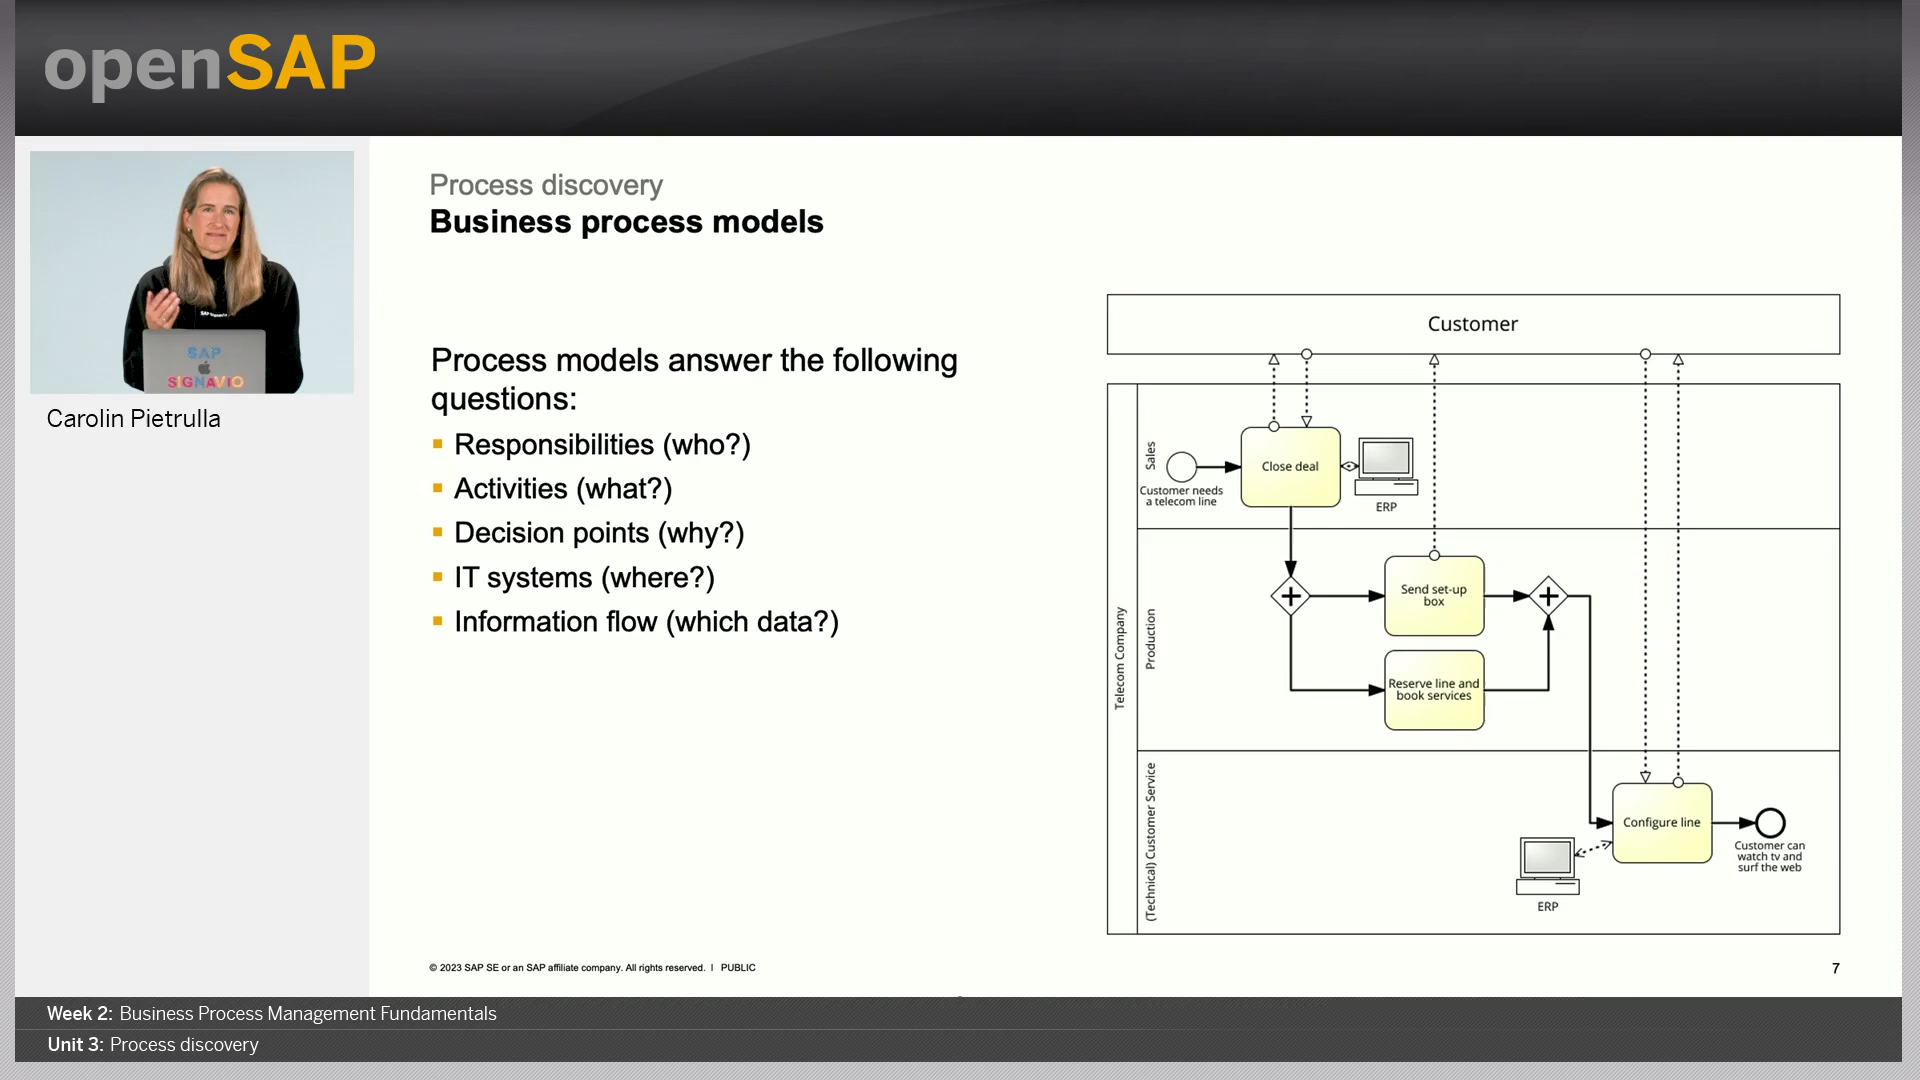 openSAP
SAP
SIGNAVIO
Carolin Pietrulla
Process discovery
Business process models
Process models answer the following
questions:
Responsibilities (who?)
Activities (what?)
Decision points (why?)
IT systems (where?)
Information flow (which data?)
Customer
Telecom Company
Sales
Customer needs
a telecom line
Close deal
ERP
Production
Send set-up
box
Reserve line and
book services
(Technical) Customer Service
Configure line
ERP
Customer can
watch tv and
surf the web
© 2023 SAP SE or an SAP affiliate company. All rights reserved. I PUBLIC
7
Week 2: Business Process Management Fundamentals
Unit 3: Process discovery